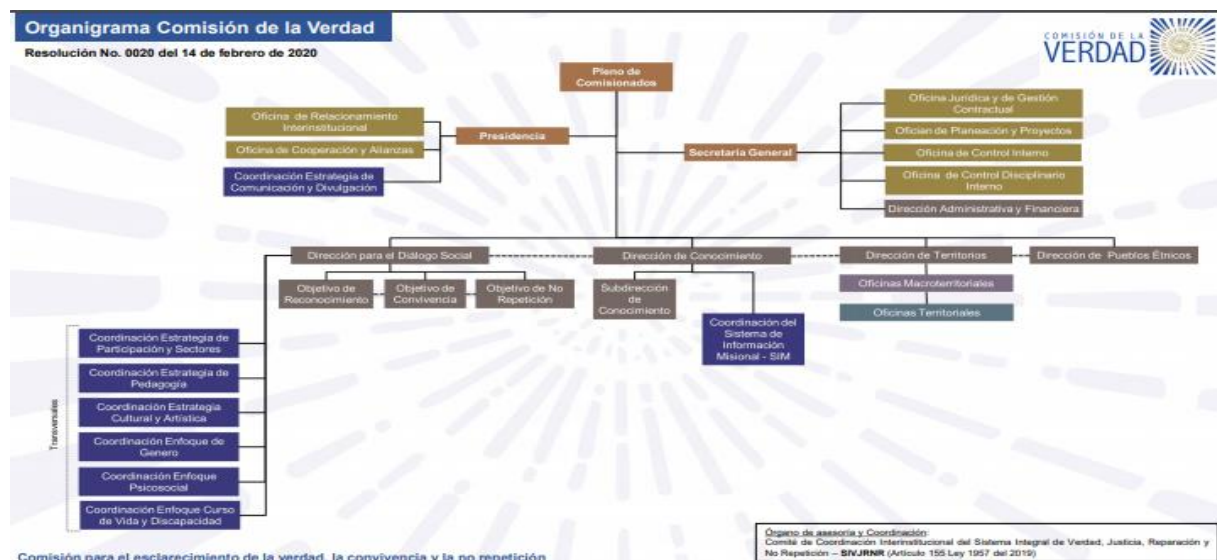 Organigrama Comisión de la Verdad
Resolución No. 0020 del 14 de febrero de 2020
COMISIÓN DE LA
VERDAD
Pleno de
Comisionados
Oficina de Relacionamiento
Interinstitucional
Oficina de Cooperación y Alianzas
Coordinación Estrategia de
Comunicación y Divulgación
Presidencia
Secretaría General
Oficina Jurídica y de Gestión
Contractual
Oficien de Planeación y Proyectos
Oficina de Control Interno
Oficina de Control Disciplinario
Interno
Dirección Administrativa y Financiera
Dirección para el Diálogo Social
Dirección de Conocimiento
Dirección de Territorios
Dirección de Pueblos Étnicos
Objetivo de
Reconocimiento
Objetivo de
Convivencia
Objetivo de No
Repetición
Subdirección
de
Conocimiento
Coordinación del
Sistema de
Información
Misional - SIM
Oficinas Macroterritoriales
Oficinas Territoriales
Transversales
Coordinación Estrategia de
Participación y Sectores
Coordinación Estrategia de
Pedagogía
Coordinación Estrategia
Cultural y Artística
Coordinación Enfoque de
Genero
Coordinación Enfoque
Psicosocial
Coordinación Enfoque Curso
de Vida y Discapacidad
Comisión para el esclarecimiento de la verdad, la convivencia y la no repetición
Órgano de asesoría y Coordinación:
Comité de Coordinación Interinstitucional del Sistema Integral de Verdad, Justicia, Reparación y
No Repetición – SIVJRNR (Artículo 155 Ley 1957 del 2019)